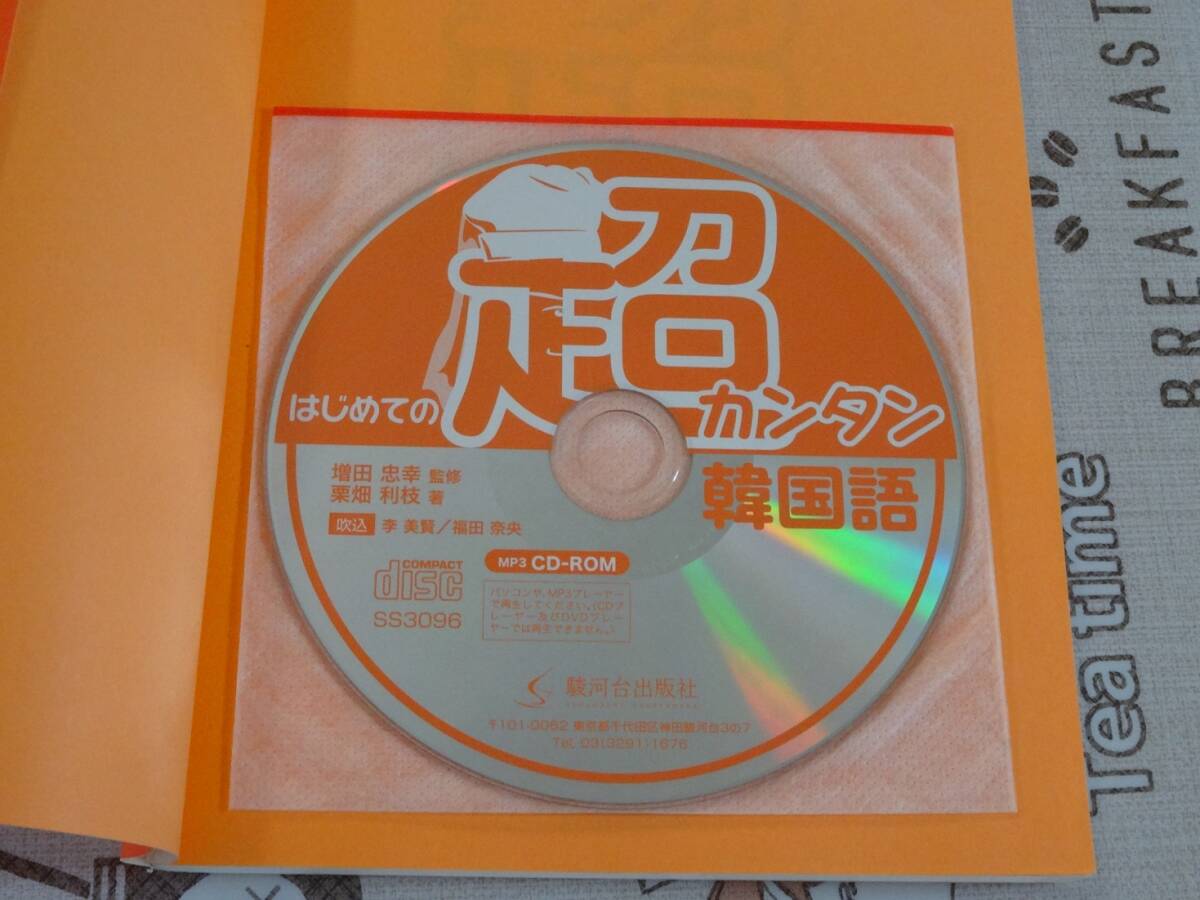 超
はじめての
カンタン
韓国語
増田 忠幸 監修
栗畑 利枝 著
吹込 李 美賢／福田 奈央
COMPACT
disc
SS3096
MP3 CD-ROM
パソコンや、MP3プレーヤー
で再生してください。(CDプ
レーヤー及びDVDプレー
ヤーでは再生できません。)
駿河台出版社
〒101-0062 東京都千代田区神田駿河台3の7
TeL 03(3291)1676
BREAKFAST
Tea time